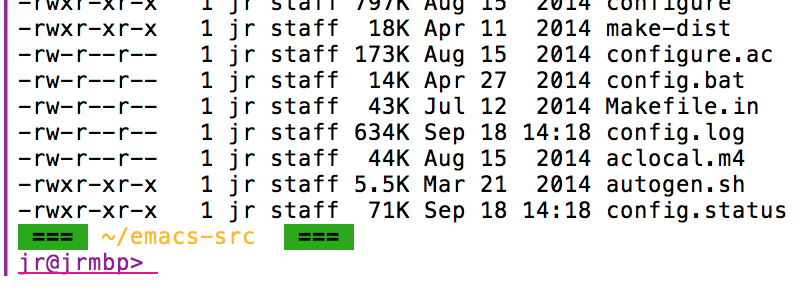 -rwxr-xr-x   1 jr staff 797K Aug 15  2014 configure
-rwxr-xr-x   1 jr staff  18K Apr 11  2014 make-dist
-rw-r--r--   1 jr staff 173K Aug 15  2014 configure.ac
-rw-r--r--   1 jr staff  14K Apr 27  2014 config.bat
-rw-r--r--   1 jr staff  43K Jul 12  2014 Makefile.in
-rw-r--r--   1 jr staff 634K Sep 18 14:18 config.log
-rw-r--r--   1 jr staff  44K Aug 15  2014 aclocal.m4
-rwxr-xr-x   1 jr staff 5.5K Mar 21  2014 autogen.sh
-rwxr-xr-x   1 jr staff  71K Sep 18 14:18 config.status
=== ~/emacs-src  ===
jr@jrmbp>